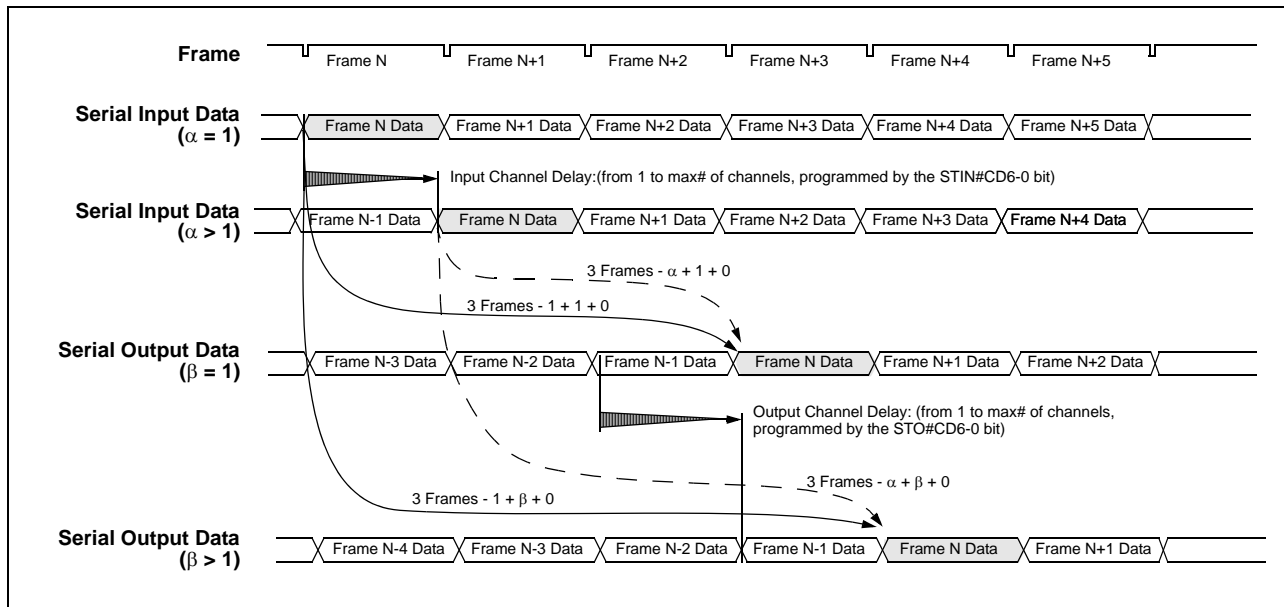 Frame
Frame N
Frame N+1
Frame N+2
Frame N+3
Frame N+4
Frame N+5
Serial Input Data
(α = 1)
Frame N Data
Frame N+1 Data
Frame N+2 Data
Frame N+3 Data
Frame N+4 Data
Frame N+5 Data
Input Channel Delay:(from 1 to max# of channels, programmed by the STIN#CD6-0 bit)
Serial Input Data
(α > 1)
Frame N-1 Data
Frame N Data
Frame N+1 Data
Frame N+2 Data
Frame N+3 Data
Frame N+4 Data
3 Frames - α + 1 + 0
3 Frames - 1 + 1 + 0
Serial Output Data
(β = 1)
Frame N-3 Data
Frame N-2 Data
Frame N-1 Data
Frame N Data
Frame N+1 Data
Frame N+2 Data
Output Channel Delay: (from 1 to max# of channels,
programmed by the STO#CD6-0 bit)
3 Frames - 1 + β + 0
3 Frames - α + β + 0
Serial Output Data
(β > 1)
Frame N-4 Data
Frame N-3 Data
Frame N-2 Data
Frame N-1 Data
Frame N Data
Frame N+1 Data